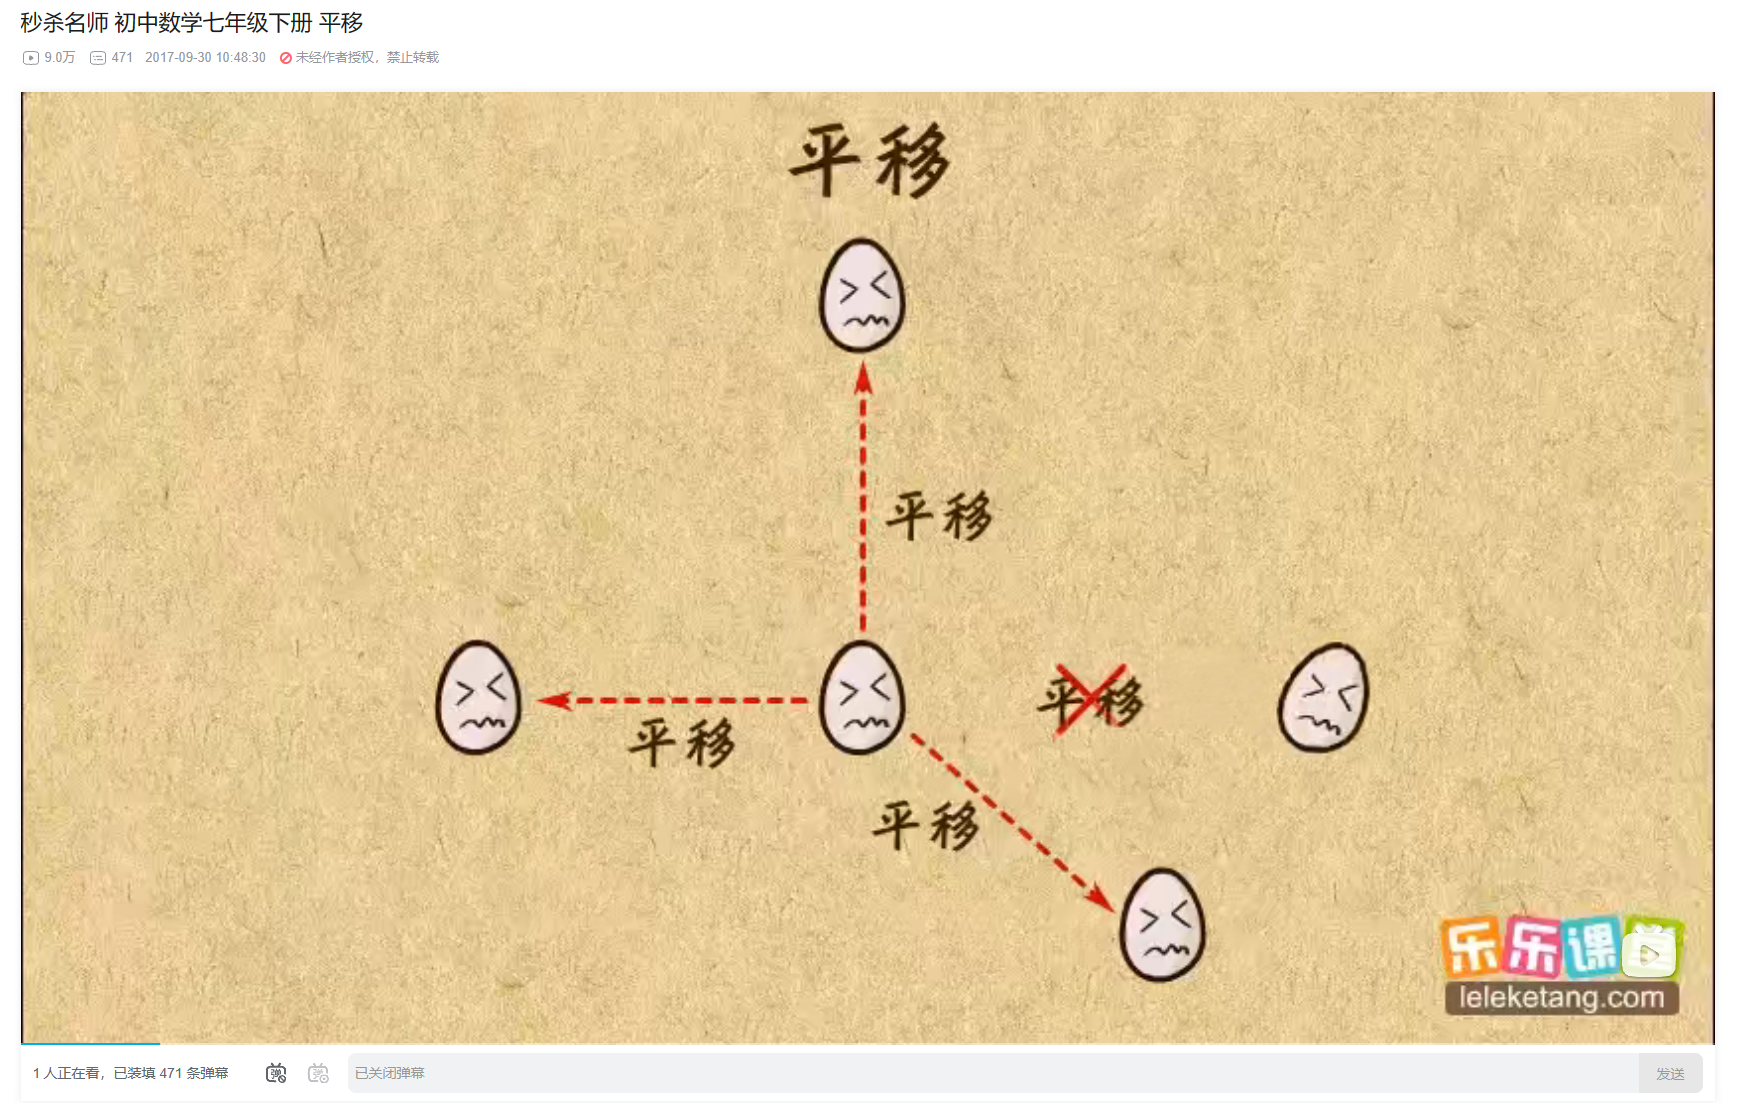 秒杀名师 初中数学七年级下册 平移
9.0万 471 2017-09-30 10:48:30 未经作者授权，禁止转载
平移
平移
平移
平移
平移
乐乐课
leleketang.com
1 人正在看，已装填 471 条弹幕 已关闭弹幕 发送